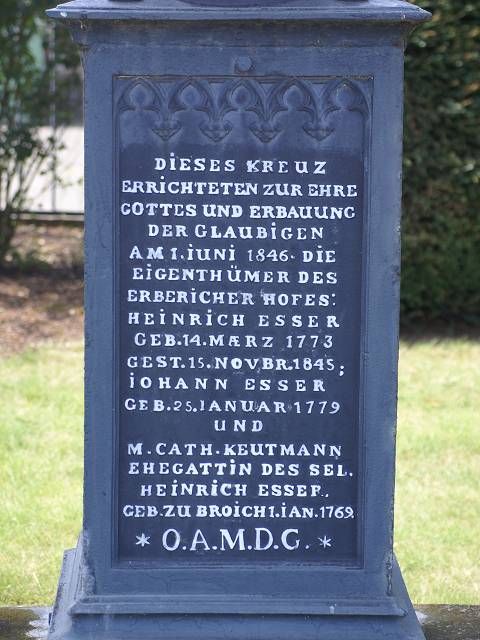 DIESES KREUZ
ERRICHTETEN ZUR EHRE
GOTTES UND ERBAUUNG
DER GLAUBIGEN
AM 1. IUNI 1846. DIE
EIGENTHÜMER DES
ERBERICHER HOFES:
HEINRICH ESSER
GEB. 14. MÆRZ 1773
GEST. 15. NOVBR. 1845;
IOHANN ESSER
GEB. 25. IANUAR 1779
UND
M. CATH. KEUTMANN
EHEGATTIN DES SEL.
HEINRICH ESSER.
GEB. ZU BROICH 1. IAN. 1769.
* O. A. M. D. G. *